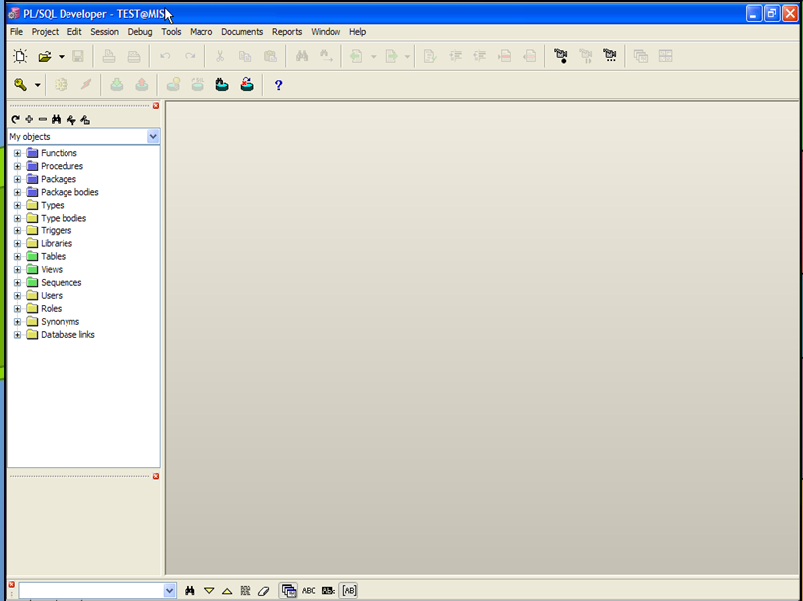 PL/SQL Developer - TEST@MIS
File Project Edit Session Debug Tools Macro Documents Reports Window Help
My objects
Functions
Procedures
Packages
Package bodies
Types
Type bodies
Triggers
Libraries
Tables
Views
Sequences
Users
Roles
Synonyms
Database links
ABC
[AB]